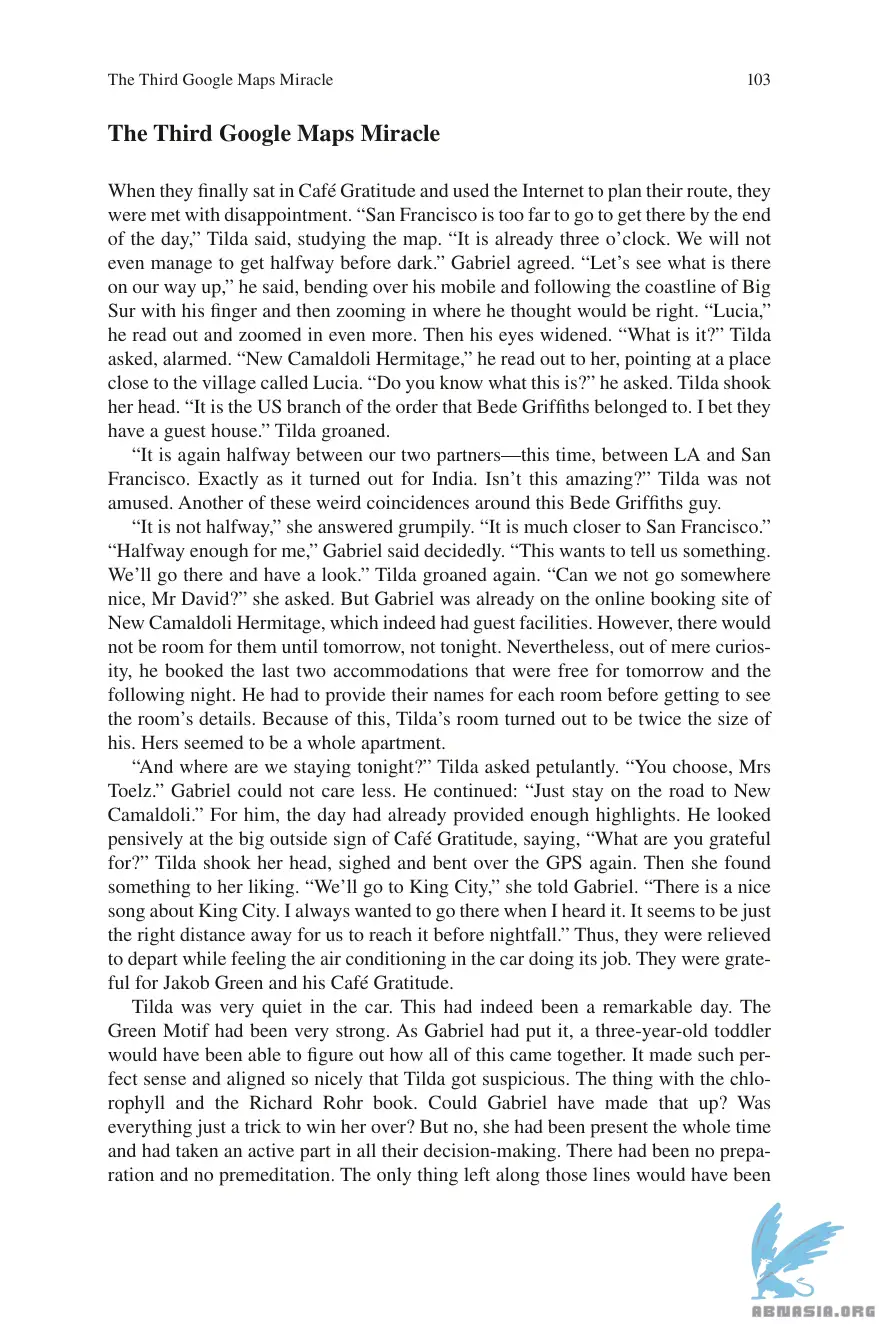 The Third Google Maps Miracle 103
The Third Google Maps Miracle
When they finally sat in Café Gratitude and used the Internet to plan their route, they
were met with disappointment. “San Francisco is too far to go to get there by the end
of the day,” Tilda said, studying the map. “It is already three o’clock. We will not
even manage to get halfway before dark.” Gabriel agreed. “Let’s see what is there
on our way up,” he said, bending over his mobile and following the coastline of Big
Sur with his finger and then zooming in where he thought would be right. “Lucia,”
he read out and zoomed in even more. Then his eyes widened. “What is it?” Tilda
asked, alarmed. “New Camaldoli Hermitage,” he read out to her, pointing at a place
close to the village called Lucia. “Do you know what this is?” he asked. Tilda shook
her head. “It is the US branch of the order that Bede Griffiths belonged to. I bet they
have a guest house.” Tilda groaned.
“It is again halfway between our two partners—this time, between LA and San
Francisco. Exactly as it turned out for India. Isn’t this amazing?” Tilda was not
amused. Another of these weird coincidences around this Bede Griffiths guy.
“It is not halfway,” she answered grumpily. “It is much closer to San Francisco.”
“Halfway enough for me,” Gabriel said decidedly. “This wants to tell us something.
We’ll go there and have a look.” Tilda groaned again. “Can we not go somewhere
nice, Mr David?” she asked. But Gabriel was already on the online booking site of
New Camaldoli Hermitage, which indeed had guest facilities. However, there would
not be room for them until tomorrow, not tonight. Nevertheless, out of mere curios-
ity, he booked the last two accommodations that were free for tomorrow and the
following night. He had to provide their names for each room before getting to see
the room’s details. Because of this, Tilda’s room turned out to be twice the size of
his. Hers seemed to be a whole apartment.
“And where are we staying tonight?” Tilda asked petulantly. “You choose, Mrs
Toelz.” Gabriel could not care less. He continued: “Just stay on the road to New
Camaldoli.” For him, the day had already provided enough highlights. He looked
pensively at the big outside sign of Café Gratitude, saying, “What are you grateful
for?” Tilda shook her head, sighed and bent over the GPS again. Then she found
something to her liking. “We’ll go to King City,” she told Gabriel. “There is a nice
song about King City. I always wanted to go there when I heard it. It seems to be just
the right distance away for us to reach it before nightfall.” Thus, they were relieved
to depart while feeling the air conditioning in the car doing its job. They were grate-
ful for Jakob Green and his Café Gratitude.
Tilda was very quiet in the car. This had indeed been a remarkable day. The
Green Motif had been very strong. As Gabriel had put it, a three-year-old toddler
would have been able to figure out how all of this came together. It made such per-
fect sense and aligned so nicely that Tilda got suspicious. The thing with the chlo-
rophyll and the Richard Rohr book. Could Gabriel have made that up? Was
everything just a trick to win her over? But no, she had been present the whole time
and had taken an active part in all their decision-making. There had been no prepa-
ration and no premeditation. The only thing left along those lines would have been
ABNASIA.ORG